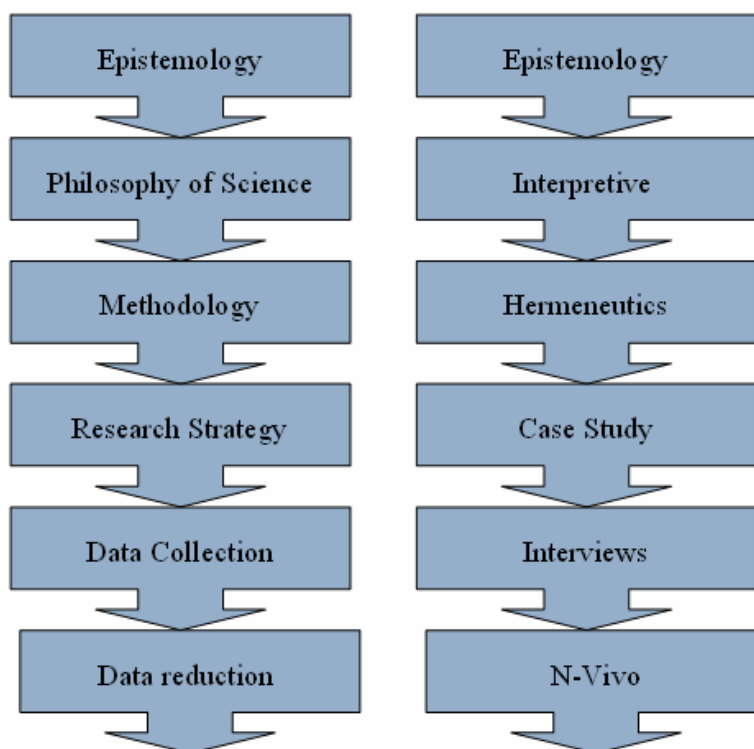 Epistemology
Epistemology
Philosophy of Science
Interpretive
Methodology
Hermeneutics
Research Strategy
Case Study
Data Collection
Interviews
Data reduction
N-Vivo